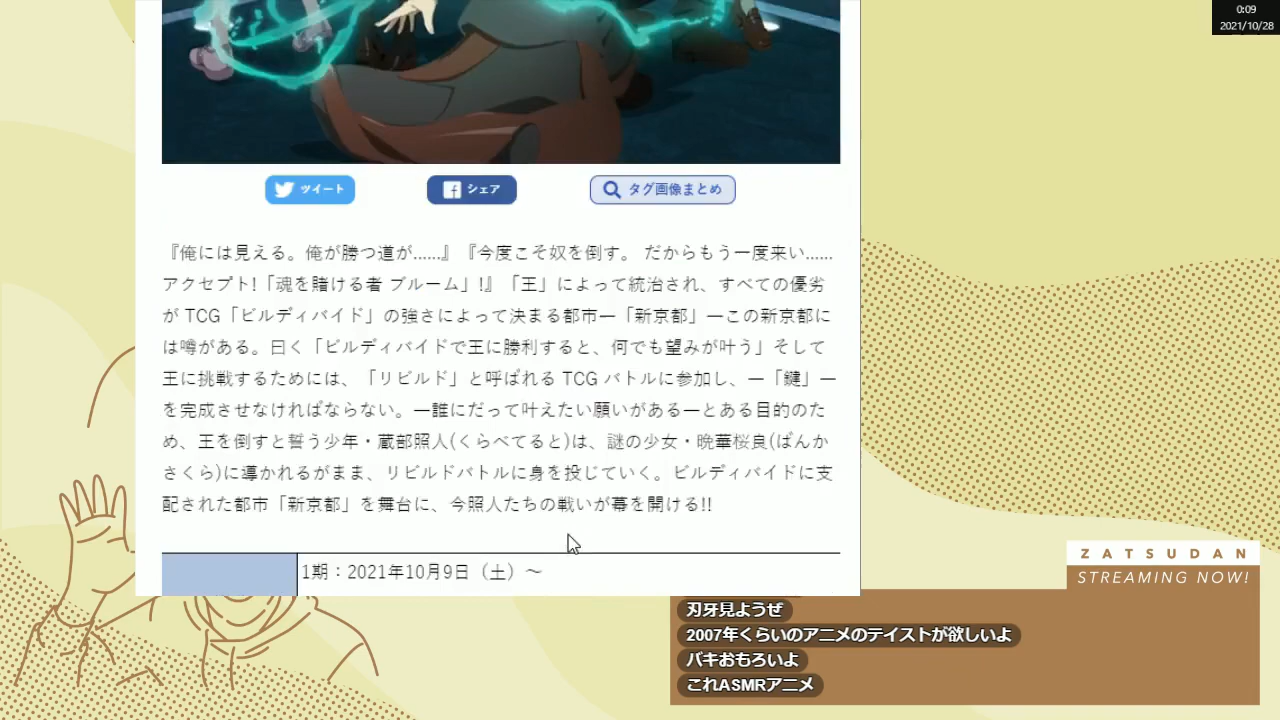 0:09
2021/10/28
ツイート
シェア
タグ画像まとめ
『俺には見える。俺が勝つ道が……』『今度こそ奴を倒す。 だからもう一度来い……
アクセプト!「魂を賭ける者 ブルーム」!』「王」によって統治され、すべての優劣
が TCG「ビルディバイド」の強さによって決まる都市―「新京都」―この新京都に
は噂がある。曰く「ビルディバイドで王に勝利すると、何でも望みが叶う」そして
王に挑戦するためには、「リビルド」と呼ばれる TCG バトルに参加し、―「鍵」―
を完成させなければならない。―誰にだって叶えたい願いがある―とある目的のた
め、王を倒すと誓う少年・蔵部照人(くらべてると)は、謎の少女・晩華桜良(ばんか
さくら)に導かれるがまま、リビルドバトルに身を投じていく。ビルディバイドに支
配された都市「新京都」を舞台に、今照人たちの戦いが幕を開ける!!
1期：2021年10月9日（土）～
ZATSUDAN
STREAMING NOW!
刃牙見ようぜ
2007年くらいのアニメのテイストが欲しいよ
バキおもろいよ
これASMRアニメ